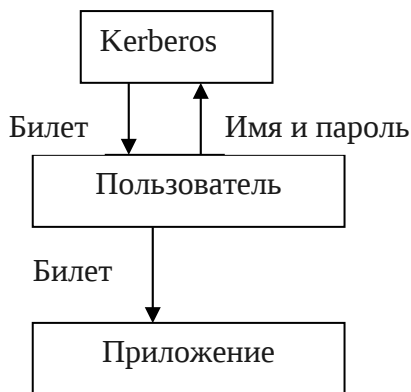 Kerberos
Билет
Имя и пароль
Пользователь
Билет
Приложение